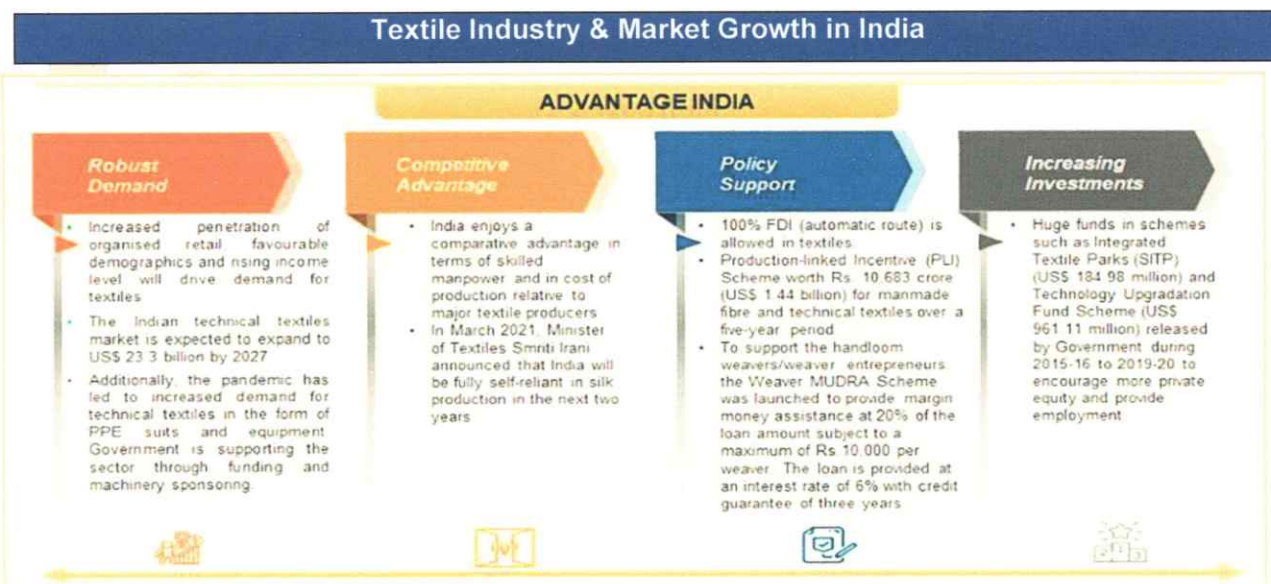 Textile Industry & Market Growth in India
ADVANTAGE INDIA
Robust
Demand
• Increased penetration of
organised retail, favourable
demographics and rising income
level will drive demand for
textiles
• The Indian technical textiles
market is expected to expand to
US$ 23.3 billion by 2027
• Additionally, the pandemic has
led to increased demand for
technical textiles in the form of
PPE suits and equipment.
Government is supporting the
sector through funding and
machinery sponsoring.
Competitive
Advantage
• India enjoys a
comparative advantage in
terms of skilled
manpower and in cost of
production relative to
major textile producers
• In March 2021, Minister
of Textiles Smriti Irani
announced that India will
be fully self-reliant in silk
production in the next two
years
Policy
Support
• 100% FDI (automatic route) is
allowed in textiles.
• Production-linked Incentive (PLI)
Scheme worth Rs. 10,683 crore
(US$ 1.44 billion) for manmade
fibre and technical textiles over a
five-year period.
• To support the handloom
weavers/weaver entrepreneurs,
the Weaver MUDRA Scheme
was launched to provide margin
money assistance at 20% of the
loan amount subject to a
maximum of Rs. 10,000 per
weaver. The loan is provided at
an interest rate of 6% with credit
guarantee of three years.
Increasing
Investments
• Huge funds in schemes
such as Integrated
Textile Parks (SITP)
(US$ 184.98 million) and
Technology Upgradation
Fund Scheme (US$
961.11 million) released
by Government during
2015-16 to 2019-20 to
encourage more private
equity and provide
employment